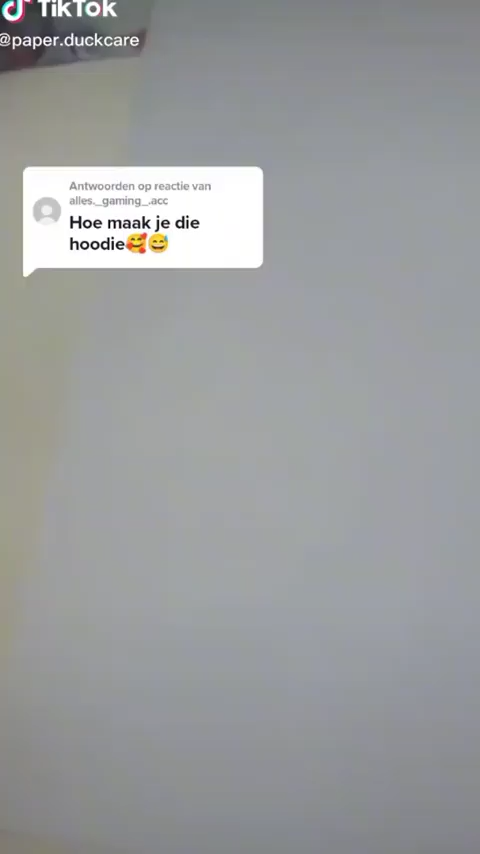 TikTok
@paper.duckcare
Antwoorden op reactie van
alles._gaming_.acc
Hoe maak je die
hoodie🥰😅